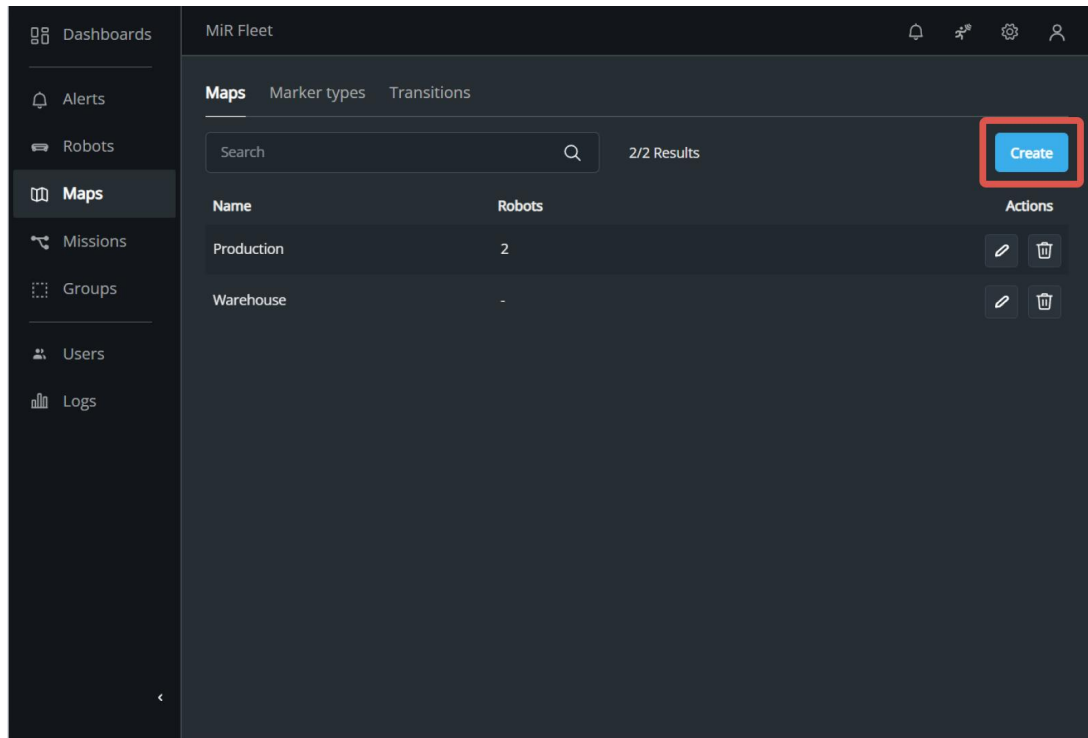 Dashboards
Alerts
Robots
Maps
Missions
Groups
Users
Logs
MiR Fleet
Maps Marker types Transitions
Search 2/2 Results Create
Name Robots Actions
Production 2
Warehouse -